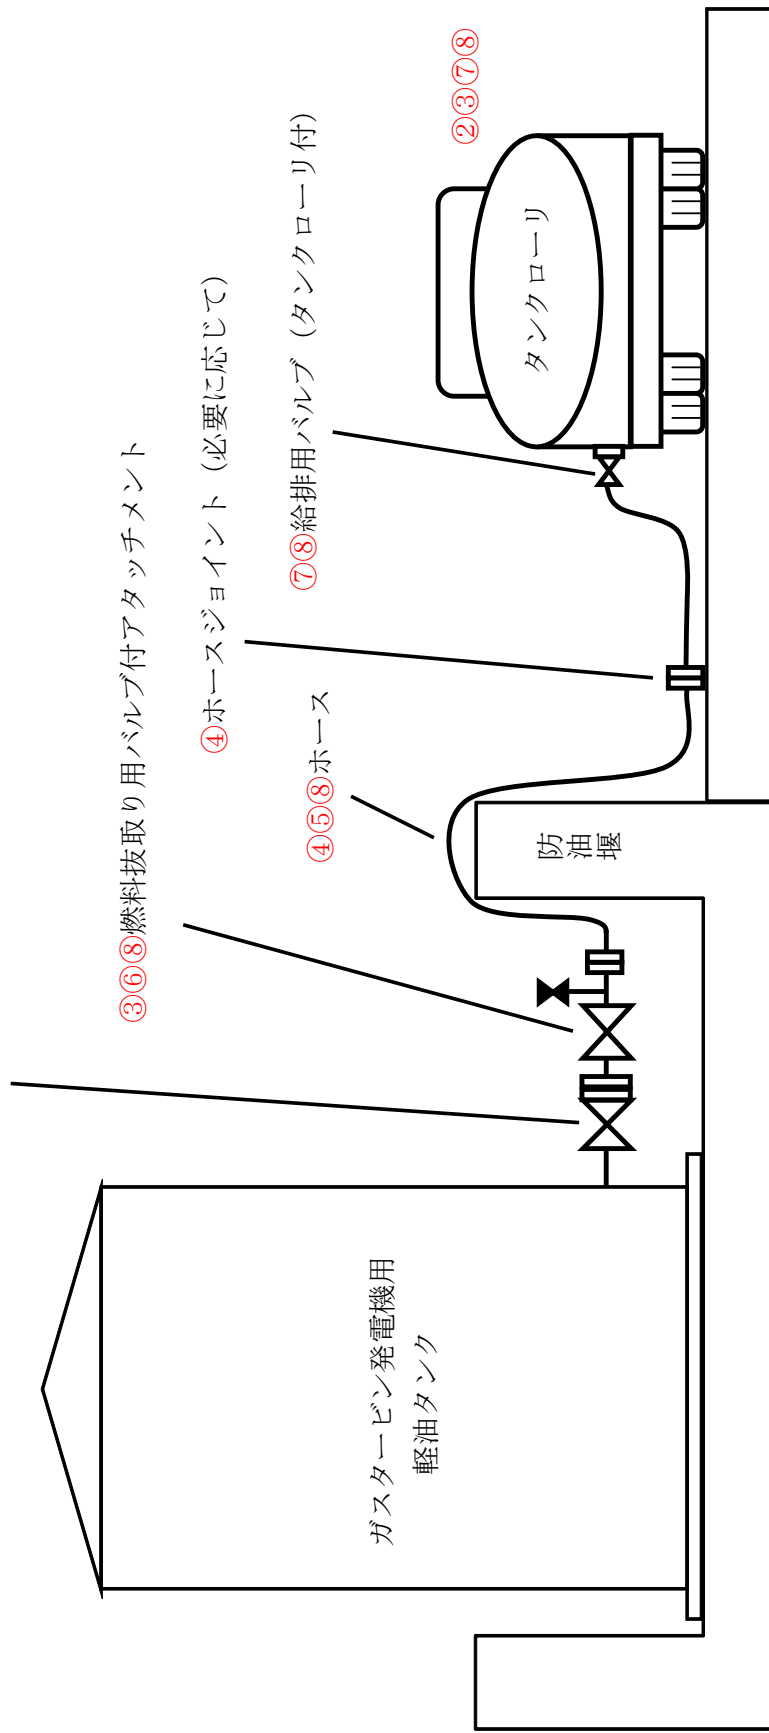 ③⑥⑧燃料抜取り用バルブ付アタッチメント
④ホースジョイント（必要に応じて）
⑦⑧給排用バルブ（タンクローリ付）
④⑤⑧ホース
②③⑦⑧
タンクローリ
防油堰
ガスタービン発電機用
軽油タンク